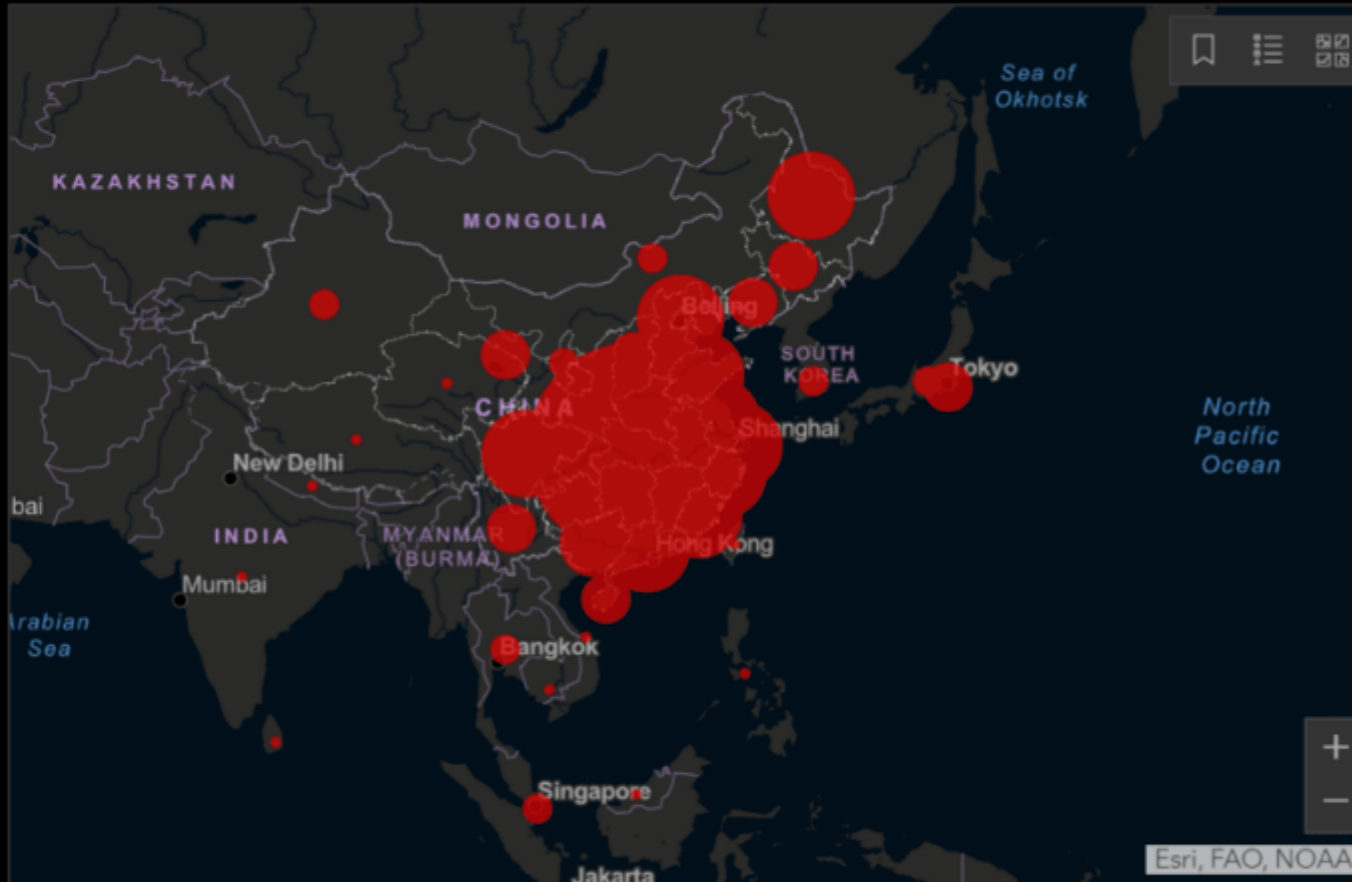 Sea of
Okhotsk
KAZAKHSTAN
MONGOLIA
Beijing
SOUTH
KOREA
Tokyo
CHINA
North
Pacific
Ocean
Shanghai
New Delhi
bai
INDIA
MYANMAR
(BURMA)
Hong Kong
Mumbai
Arabian
Sea
Bangkok
Singapore
Jakarta
Esri, FAO, NOAA